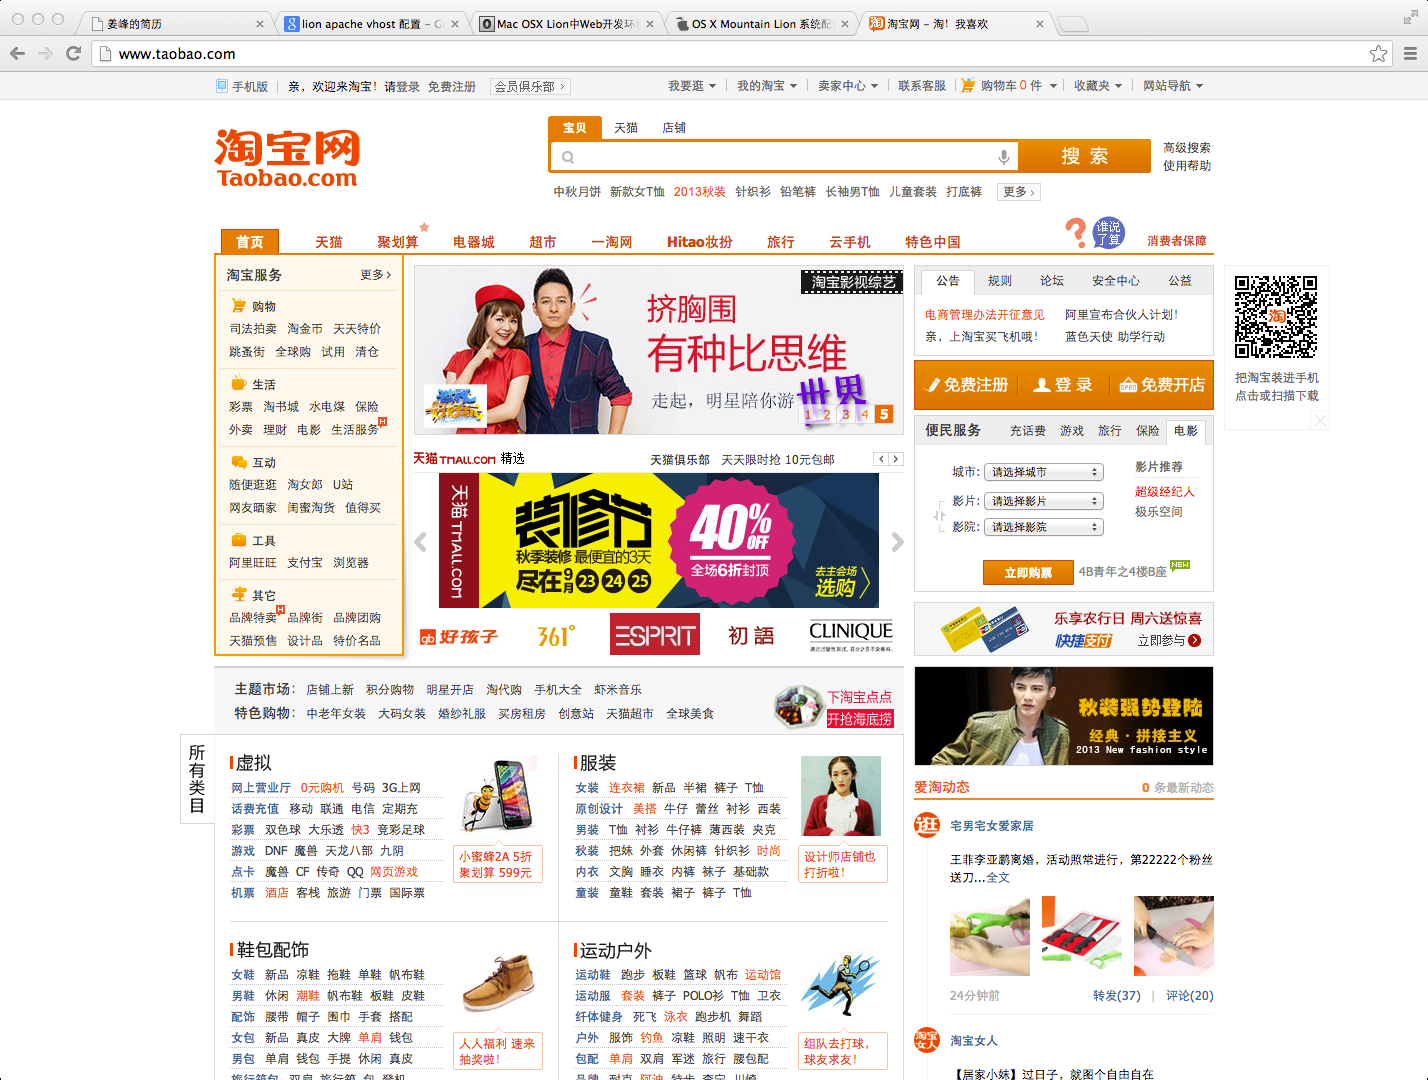 姜峰的简历
lion apache vhost 配置 – G
Mac OSX Lion中Web开发环
OS X Mountain Lion 系统配
淘宝网 – 淘！我喜欢
www.taobao.com
手机版 亲，欢迎来淘宝！请登录 免费注册 会员俱乐部
我要逛 我的淘宝 卖家中心 联系客服 购物车 0 件 收藏夹 网站导航
淘宝网
Taobao.com
宝贝 天猫 店铺
搜 索
高级搜索
使用帮助
中秋月饼 新款女T恤 2013秋装 针织衫 铅笔裤 长袖男T恤 儿童套装 打底裤 更多
首页 天猫 聚划算 电器城 超市 一淘网 Hitao妆扮 旅行 云手机 特色中国
谁说了算
消费者保障
淘宝服务 更多
购物
司法拍卖 淘金币 天天特价
跳蚤街 全球购 试用 清仓
生活
彩票 淘书城 水电煤 保险
外卖 理财 电影 生活服务 H
互动
随便逛逛 淘女郎 U站
网友晒家 闺蜜淘货 值得买
工具
阿里旺旺 支付宝 浏览器
其它
品牌特卖 H 品牌街 品牌团购
天猫预售 设计品 特价名品
淘宝影视综艺
挤胸围
有种比思维
走起，明星陪你游
世界
1 2 3 4 5
天猫 TMALL.COM 精选 天猫俱乐部 天天限时抢 10元包邮
天猫 TMALL.COM
装修节
秋季装修 最便宜的3天
尽在9月23 24 25
40% OFF
全场6折封顶
去主会场
选购
gb 好孩子 361° ESPRIT 初語 CLINIQUE
公告 规则 论坛 安全中心 公益
电商管理办法开征意见 阿里宣布合伙人计划！
亲，上淘宝买飞机哦！ 蓝色天使 助学行动
免费注册 登 录 OPEN 免费开店
便民服务 充话费 游戏 旅行 保险 电影
城市： 请选择城市
影片： 请选择影片
影院： 请选择影院
影片推荐
超级经纪人
极乐空间
立即购票 4B青年之4楼B座 NEW
乐享农行日 周六送惊喜
快捷支付 立即参与
淘
把淘宝装进手机
点击或扫描下载
主题市场： 店铺上新 积分购物 明星开店 淘代购 手机大全 虾米音乐
特色购物： 中老年女装 大码女装 婚纱礼服 买房租房 创意站 天猫超市 全球美食
下淘宝点点
开抢海底捞
秋装强势登陆
经典·拼接主义
2013 New fashion style
所有类目
虚拟
网上营业厅 0元购机 号码 3G上网
话费充值 移动 联通 电信 定期充
彩票 双色球 大乐透 快3 竞彩足球
游戏 DNF 魔兽 天龙八部 九阴
点卡 魔兽 CF 传奇 QQ 网页游戏
机票 酒店 客栈 旅游 门票 国际票
小蜜蜂2A 5折
聚划算 599元
服装
女装 连衣裙 新品 半裙 裤子 T恤
原创设计 美搭 牛仔 蕾丝 衬衫 西装
男装 T恤 衬衫 牛仔裤 薄西装 夹克
秋装 把妹 外套 休闲裤 针织衫 时尚
内衣 文胸 睡衣 内裤 袜子 基础款
童装 童鞋 套装 裙子 裤子 T恤
设计师店铺也
打折啦！
鞋包配饰
女鞋 新品 凉鞋 拖鞋 单鞋 帆布鞋
男鞋 休闲 潮鞋 帆布鞋 板鞋 皮鞋
配饰 腰带 帽子 围巾 手套 搭配
女包 新品 真皮 大牌 单肩 钱包
男包 单肩 钱包 手提 休闲 真皮
旅行箱包 双肩 旅行箱 包 登机
人人福利 速来
抽奖啦！
运动户外
运动鞋 跑步 板鞋 篮球 帆布 运动馆
运动服 套装 裤子 POLO衫 T恤 卫衣
纤体健身 死飞 泳衣 跑步机 舞蹈
户外 服饰 钓鱼 凉鞋 照明 速干衣
包配 单肩 双肩 军迷 旅行 腰包配
品牌 耐克 阿迪 特步 李宁 川崎
组队去打球，
球友求友！
爱淘动态 0 条最新动态
逛 宅男宅女爱家居
王菲李亚鹏离婚，活动照常进行，第22222个粉丝
送刀...全文
24分钟前 转发(37) | 评论(20)
淘宝女人 淘宝女人
【居家小妹】过日子，就图个自由自在